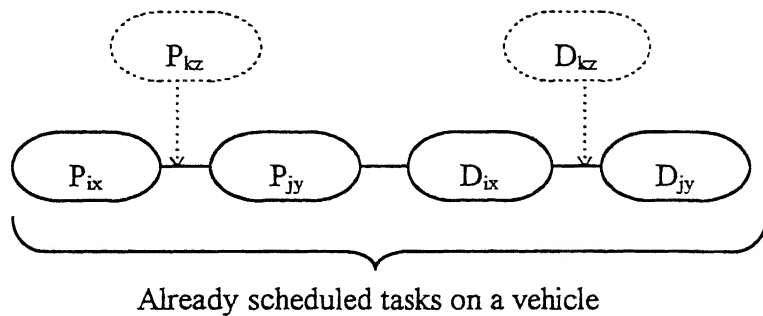 P_kz D_kz
P_ix P_jy D_ix D_jy
Already scheduled tasks on a vehicle